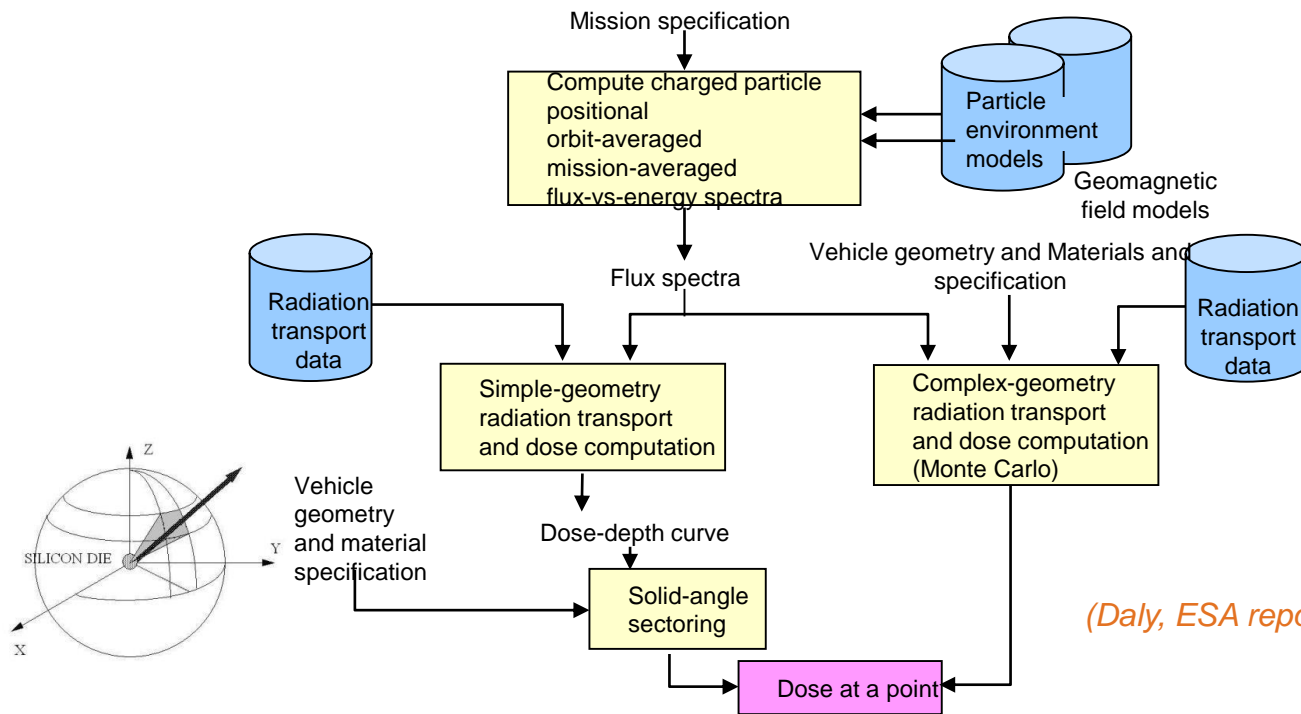 Mission specification
Compute charged particle
positional
orbit-averaged
mission-averaged
flux-vs-energy spectra
Particle
environment
models
Geomagnetic
field models
Flux spectra
Vehicle geometry and Materials and
specification
Radiation
transport
data
Radiation
transport
data
Simple-geometry
radiation transport
and dose computation
Complex-geometry
radiation transport
and dose computation
(Monte Carlo)
Z
SILICON DIE
Y
X
Vehicle
geometry
and material
specification
Dose-depth curve
Solid-angle
sectoring
(Daly, ESA repo
Dose at a point